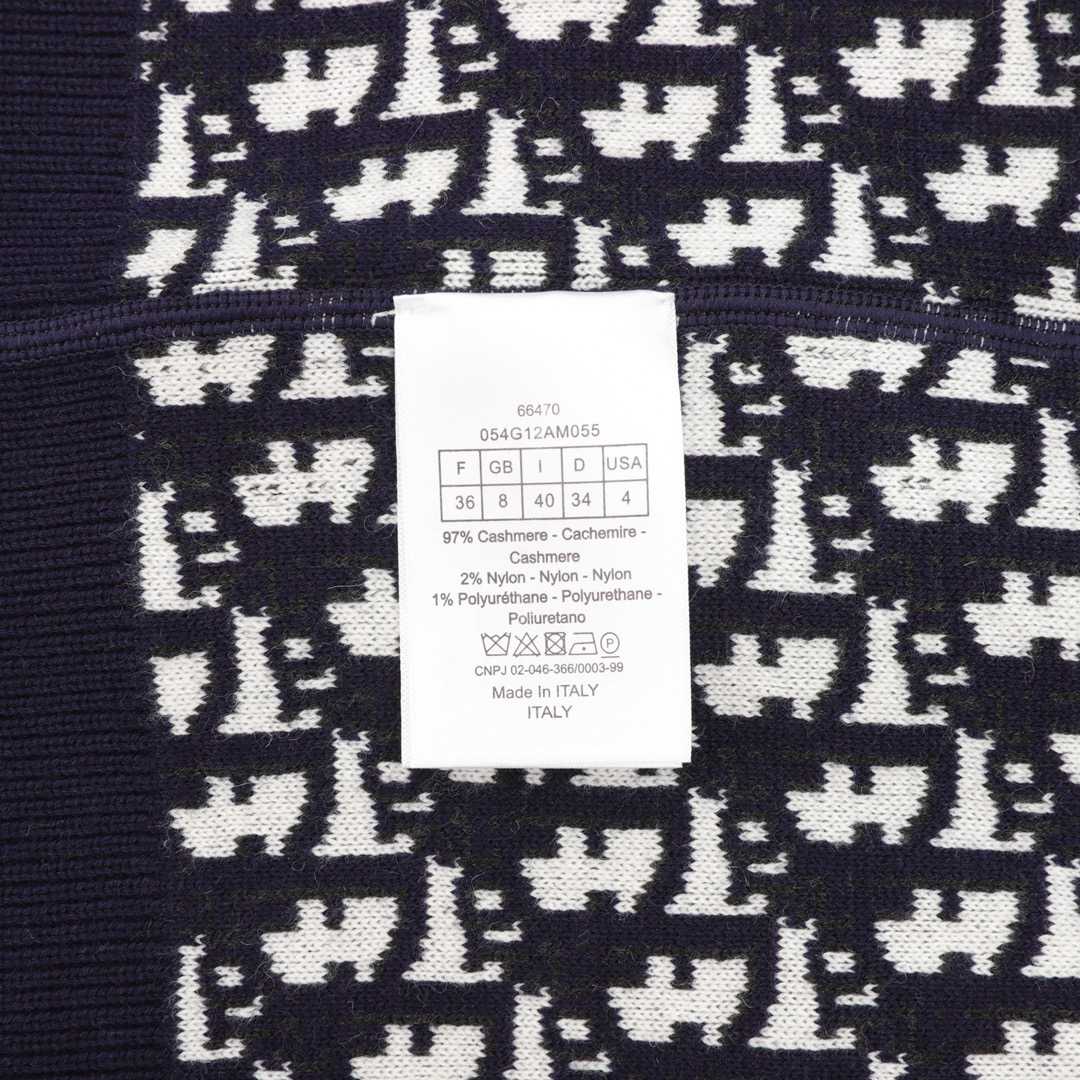 66470
054G12AM055
F GB I D USA
36 8 40 34 4
97% Cashmere - Cachemire -
Cashmere
2% Nylon - Nylon - Nylon
1% Polyuréthane - Polyurethane -
Poliuretano
P
CNPJ 02-046-366/0003-99
Made In ITALY
ITALY